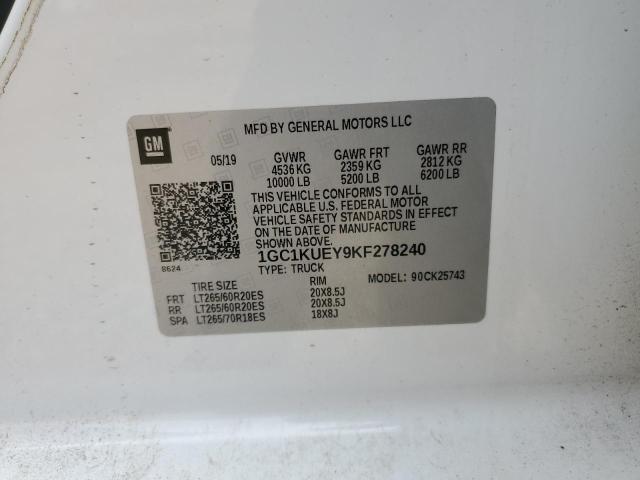 GM
MFD BY GENERAL MOTORS LLC
05/19 GVWR GAWR FRT GAWR RR
4536 KG 2359 KG 2812 KG
10000 LB 5200 LB 6200 LB
THIS VEHICLE CONFORMS TO ALL
APPLICABLE U.S. FEDERAL MOTOR
VEHICLE SAFETY STANDARDS IN EFFECT
ON THE DATE OF MANUFACTURE
SHOWN ABOVE.
1GC1KUEY9KF278240
8624
TYPE: TRUCK MODEL: 90CK25743
TIRE SIZE RIM
FRT LT265/60R20ES 20X8.5J
RR LT265/60R20ES 20X8.5J
SPA LT265/70R18ES 18X8J